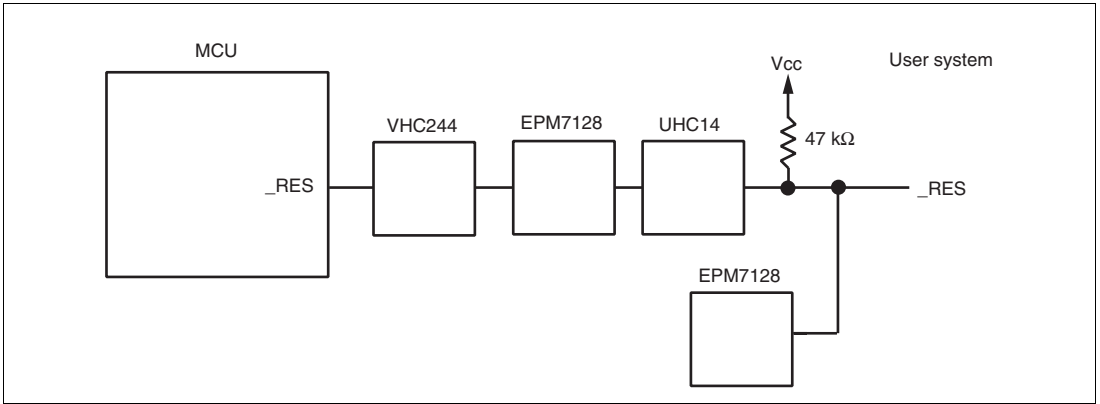 MCU
Vcc
User system
VHC244
EPM7128
UHC14
47 kΩ
_RES
_RES
EPM7128